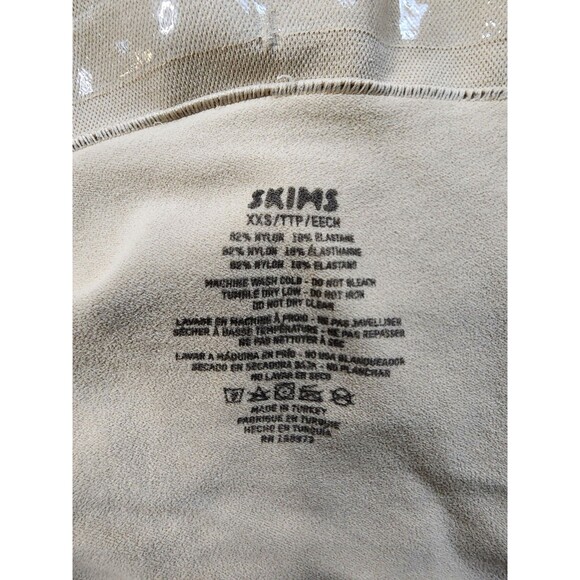 SKIMS
XXS/TTP/EECH
82% NYLON 18% ELASTANE
82% NYLON 18% ÉLASTHANNE
82% NYLON 18% ELASTANO
MACHINE WASH COLD - DO NOT BLEACH
TUMBLE DRY LOW - DO NOT IRON
DO NOT DRY CLEAN
LAVAGE EN MACHINE À FROID - NE PAS JAVELLISER
SÉCHER À BASSE TEMPÉRATURE - NE PAS REPASSER
NE PAS NETTOYER À SEC
LAVAR A MÁQUINA EN FRÍO - NO USA BLANQUEADOR
SECADO EN SECADORA BAJA - NO PLANCHAR
NO LAVAR EN SECO
MADE IN TURKEY
FABRIQUÉ EN TURQUIE
HECHO EN TURQUÍA
RN